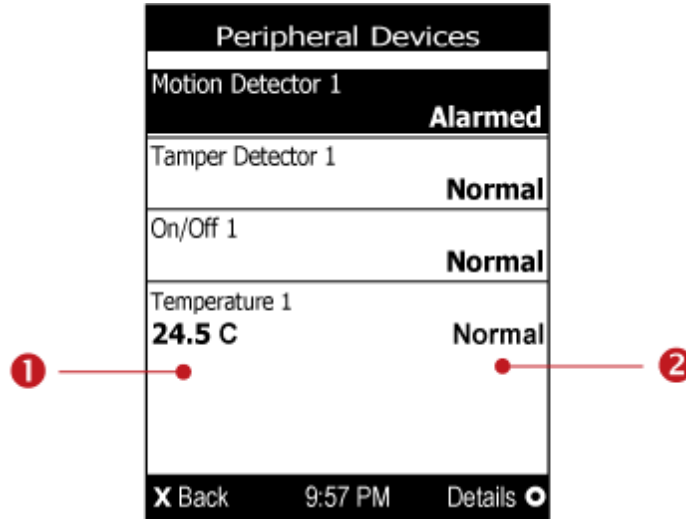 Peripheral Devices
Motion Detector 1
Alarmed
Tamper Detector 1
Normal
On/Off 1
Normal
Temperature 1
24.5 C Normal
1 2
X Back 9:57 PM Details O